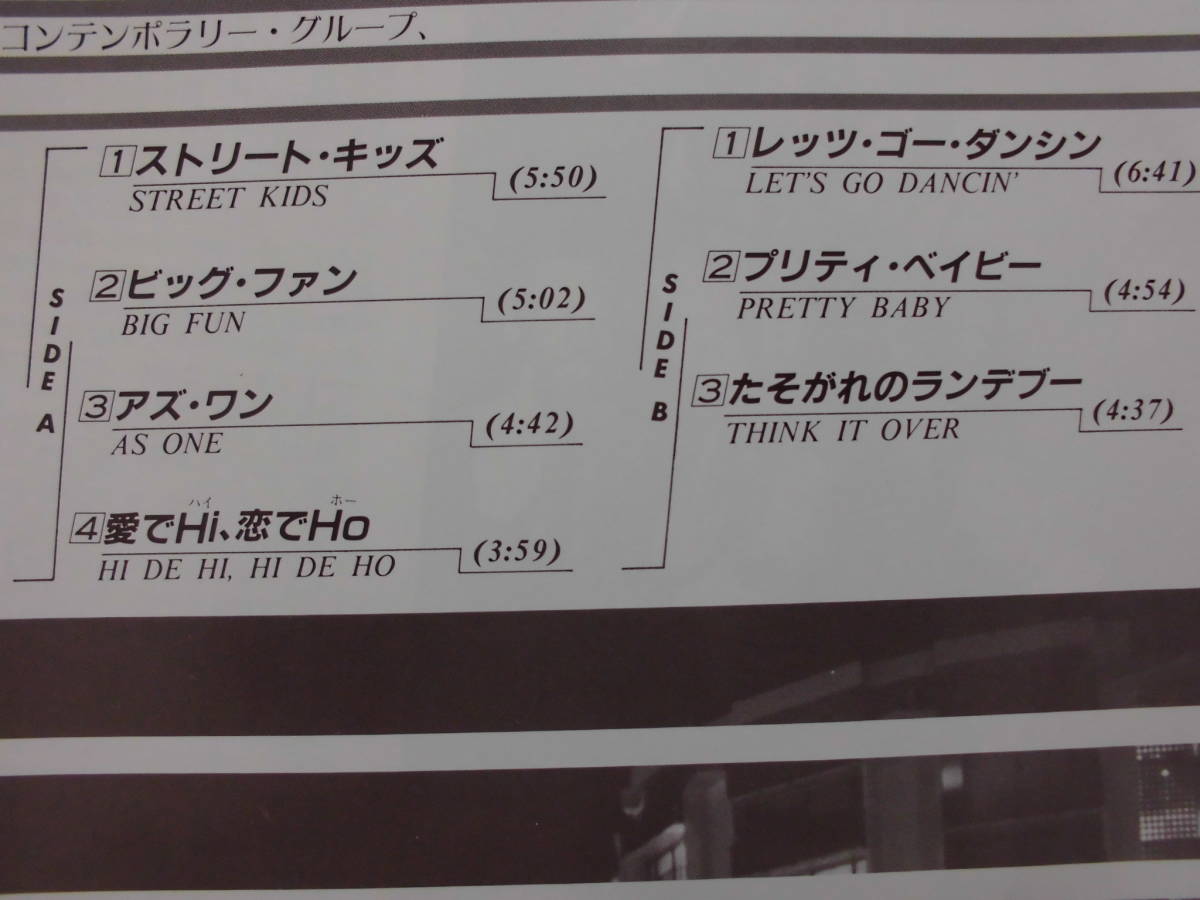 コンテンポラリー・グループ、
SIDE A
1 ストリート・キッズ (5:50)
STREET KIDS
2 ビッグ・ファン (5:02)
BIG FUN
3 アズ・ワン (4:42)
AS ONE
ハイ ホー
4 愛でHi、恋でHo (3:59)
HI DE HI, HI DE HO
SIDE B
1 レッツ・ゴー・ダンシン (6:41)
LET'S GO DANCIN'
2 プリティ・ベイビー (4:54)
PRETTY BABY
3 たそがれのランデブー (4:37)
THINK IT OVER